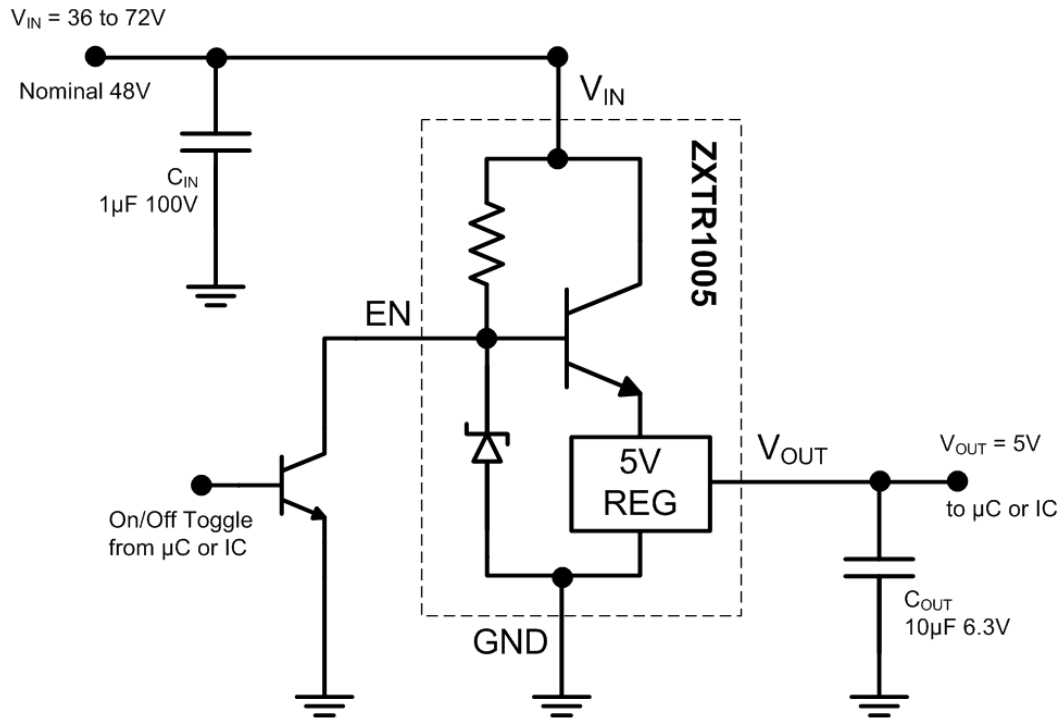 V_IN = 36 to 72V
Nominal 48V
V_IN
C_IN
1µF 100V
ZXTR1005
EN
5V
REG
V_OUT
V_OUT = 5V
to µC or IC
On/Off Toggle
from µC or IC
C_OUT
10µF 6.3V
GND